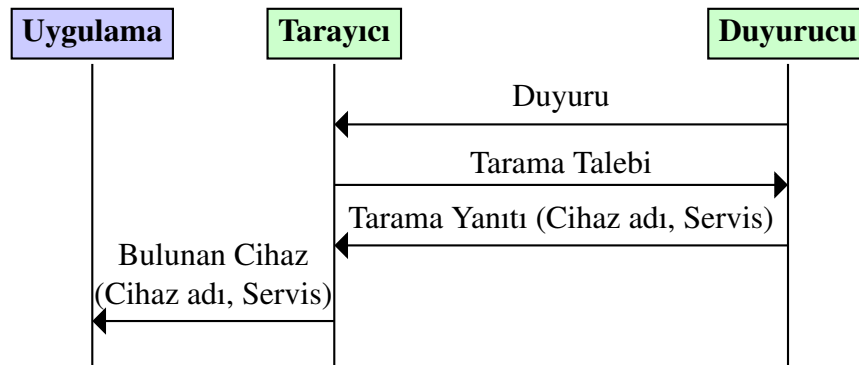 Uygulama
Tarayıcı
Duyurucu
Duyuru
Tarama Talebi
Tarama Yanıtı (Cihaz adı, Servis)
Bulunan Cihaz
(Cihaz adı, Servis)